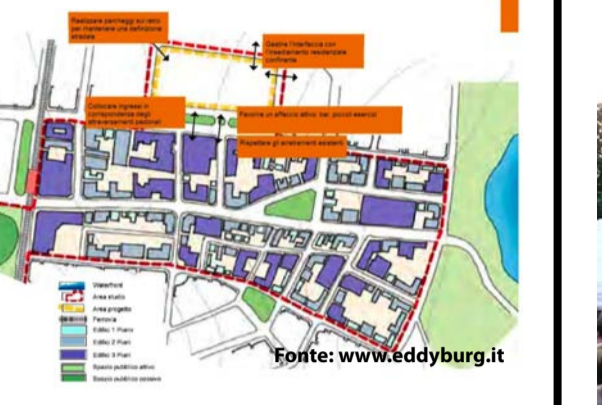 Realizzare parcheggi sul retro
per mantenere una definizione
stradale
Gestire l'interfaccia con
l'insediamento residenziale
confinante
Collocare ingressi in
corrispondenza degli
attraversamenti pedonali
Favorire un affaccio attivo: bar, piccoli esercizi
Rispettare gli arretramenti esistenti
Waterfront
Area studio
Area progetto
Ferrovia
Edifici 1 Piano
Edifici 2 Piani
Edifici 3 Piani
Spazio pubblico attivo
Spazio pubblico passivo
Fonte: www.eddyburg.it